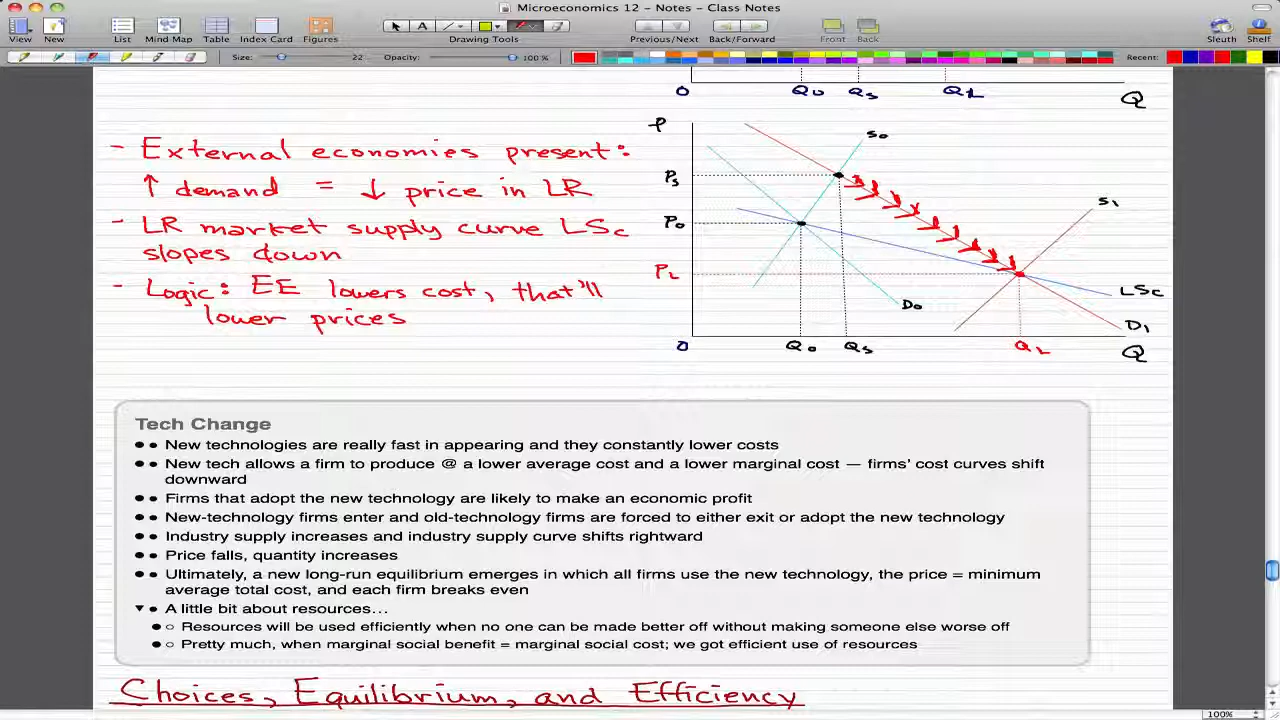 Microeconomics 12 - Notes - Class Notes
View New List Mind Map Table Index Card Figures Drawing Tools Previous/Next Back/Forward Front Back Sleuth Shelf
A
Size: 22 Opacity: 100 % Recent:
0 Q0 Qs QL Q
- External economies present:
↑ demand = ↓ price in LR
- LR market supply curve LSc
slopes down
- Logic: EE lowers cost, that'll
lower prices
P
S0
Ps
S1
P0
PL
LSc
D0
D1
0 Q0 Qs QL Q
Tech Change
New technologies are really fast in appearing and they constantly lower costs
New tech allows a firm to produce @ a lower average cost and a lower marginal cost — firms' cost curves shift
downward
Firms that adopt the new technology are likely to make an economic profit
New-technology firms enter and old-technology firms are forced to either exit or adopt the new technology
Industry supply increases and industry supply curve shifts rightward
Price falls, quantity increases
Ultimately, a new long-run equilibrium emerges in which all firms use the new technology, the price = minimum
average total cost, and each firm breaks even
A little bit about resources…
Resources will be used efficiently when no one can be made better off without making someone else worse off
Pretty much, when marginal social benefit = marginal social cost; we got efficient use of resources
Choices, Equilibrium, and Efficiency
100%